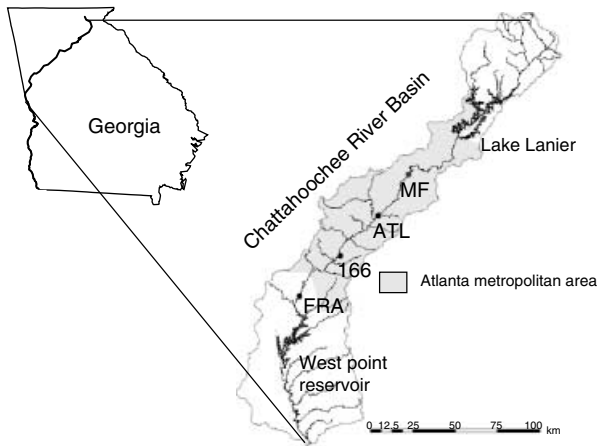 Georgia
Chattahoochee River Basin
Lake Lanier
MF
ATL
166
Atlanta metropolitan area
FRA
West point
reservoir
0 12.5 25 50 75 100
km